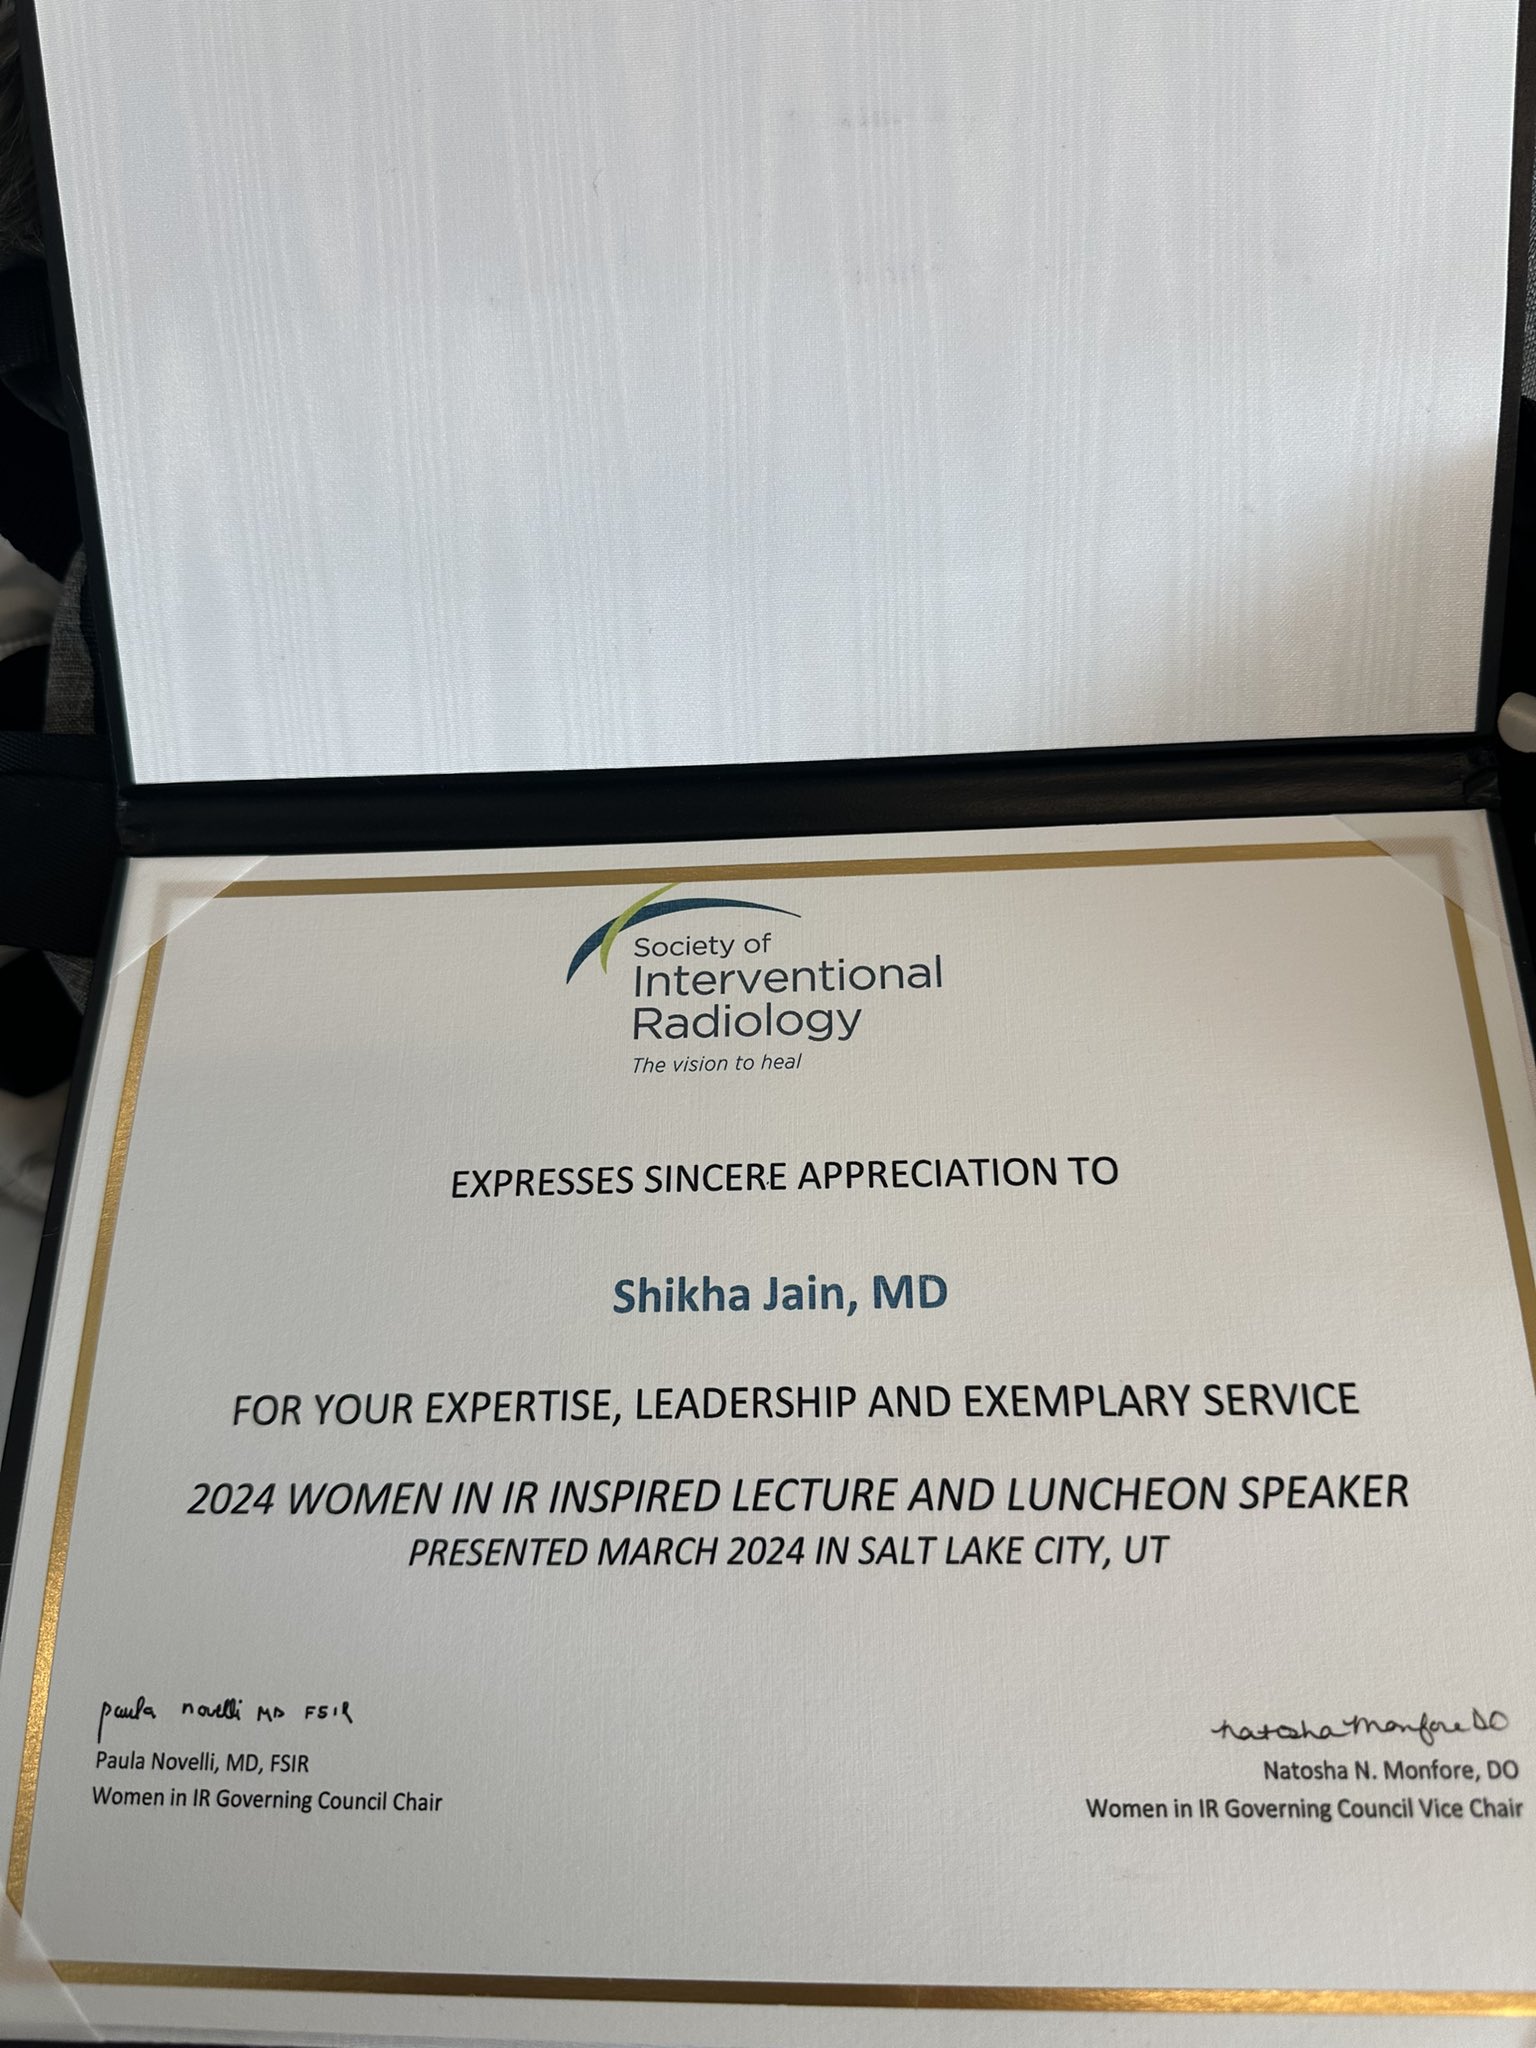 Society of
Interventional
Radiology
The vision to heal
EXPRESSES SINCERE APPRECIATION TO
Shikha Jain, MD
FOR YOUR EXPERTISE, LEADERSHIP AND EXEMPLARY SERVICE
2024 WOMEN IN IR INSPIRED LECTURE AND LUNCHEON SPEAKER
PRESENTED MARCH 2024 IN SALT LAKE CITY, UT
paula novelli MD FSIR
Paula Novelli, MD, FSIR
Women in IR Governing Council Chair
Natosha Monfore DO
Natosha N. Monfore, DO
Women in IR Governing Council Vice Chair